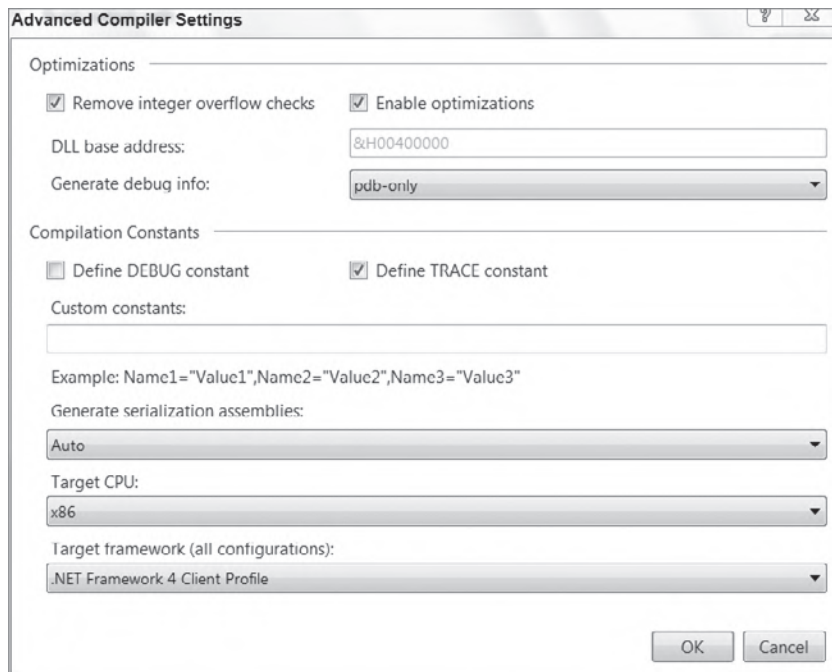 Advanced Compiler Settings
Optimizations
Remove integer overflow checks
Enable optimizations
DLL base address:
&H00400000
Generate debug info:
pdb-only
Compilation Constants
Define DEBUG constant
Define TRACE constant
Custom constants:
Example: Name1="Value1",Name2="Value2",Name3="Value3"
Generate serialization assemblies:
Auto
Target CPU:
x86
Target framework (all configurations):
.NET Framework 4 Client Profile
OK
Cancel